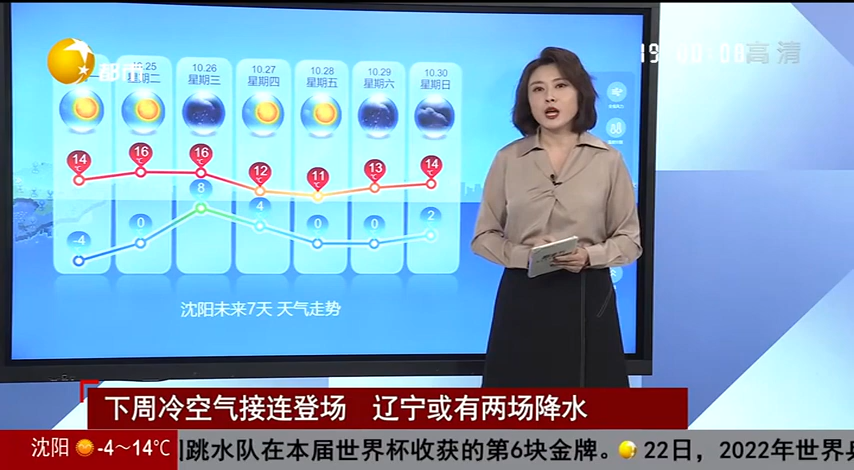 都市
高清
19:00:08
一
10.25
星期二
10.26
星期三
10.27
星期四
10.28
星期五
10.29
星期六
10.30
星期日
14℃
16℃
16℃
12℃
11℃
13℃
14℃
-4
0
8
4
0
0
2
沈阳未来7天 天气走势
下周冷空气接连登场 辽宁或有两场降水
沈阳 -4~14℃
跳水队在本届世界杯收获的第6块金牌。 22日，2022年世界